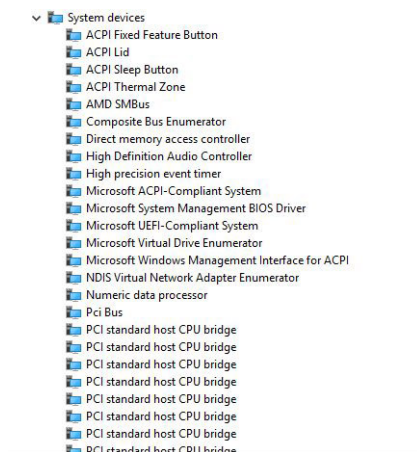 System devices
ACPI Fixed Feature Button
ACPI Lid
ACPI Sleep Button
ACPI Thermal Zone
AMD SMBus
Composite Bus Enumerator
Direct memory access controller
High Definition Audio Controller
High precision event timer
Microsoft ACPI-Compliant System
Microsoft System Management BIOS Driver
Microsoft UEFI-Compliant System
Microsoft Virtual Drive Enumerator
Microsoft Windows Management Interface for ACPI
NDIS Virtual Network Adapter Enumerator
Numeric data processor
Pci Bus
PCI standard host CPU bridge
PCI standard host CPU bridge
PCI standard host CPU bridge
PCI standard host CPU bridge
PCI standard host CPU bridge
PCI standard host CPU bridge
PCI standard host CPU bridge
PCI standard host CPU bridge